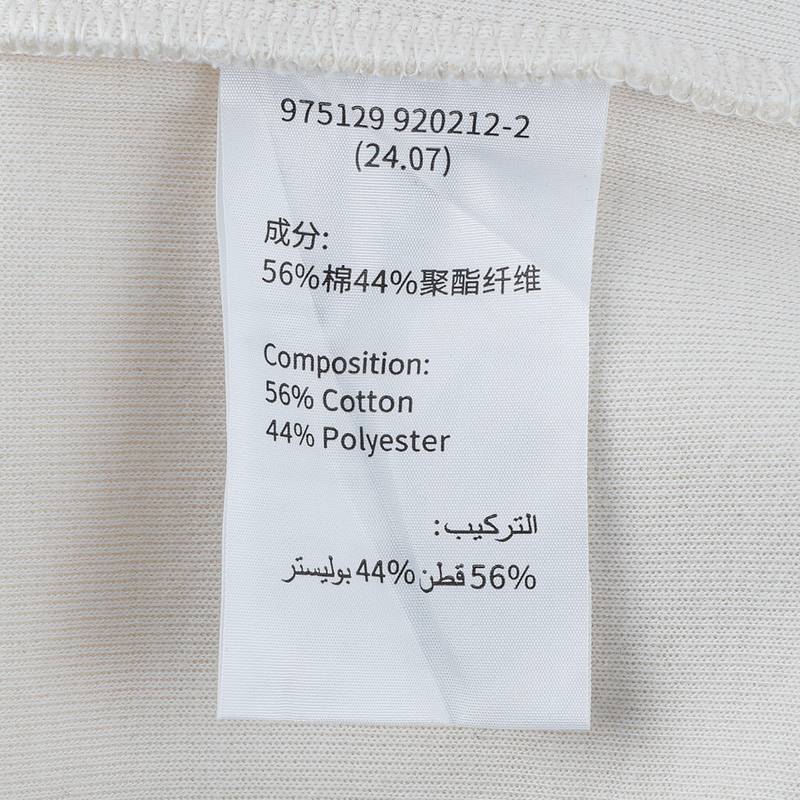 975129 920212-2
(24.07)
成分:
56%棉44%聚酯纤维
Composition:
56% Cotton
44% Polyester
التركيب:
56% قطن 44% بوليستر